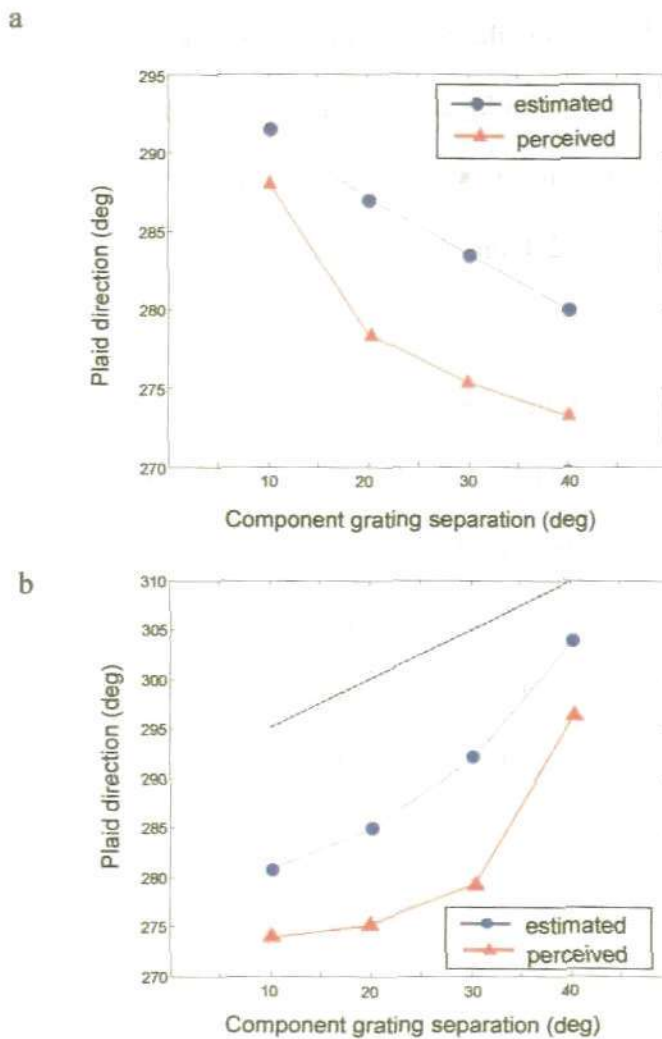 a
295
290
285
280
275
270
Plaid direction (deg)
estimated
perceived
10 20 30 40
Component grating separation (deg)
b
310
305
300
295
290
285
280
275
270
Plaid direction (deg)
estimated
perceived
10 20 30 40
Component grating separation (deg)